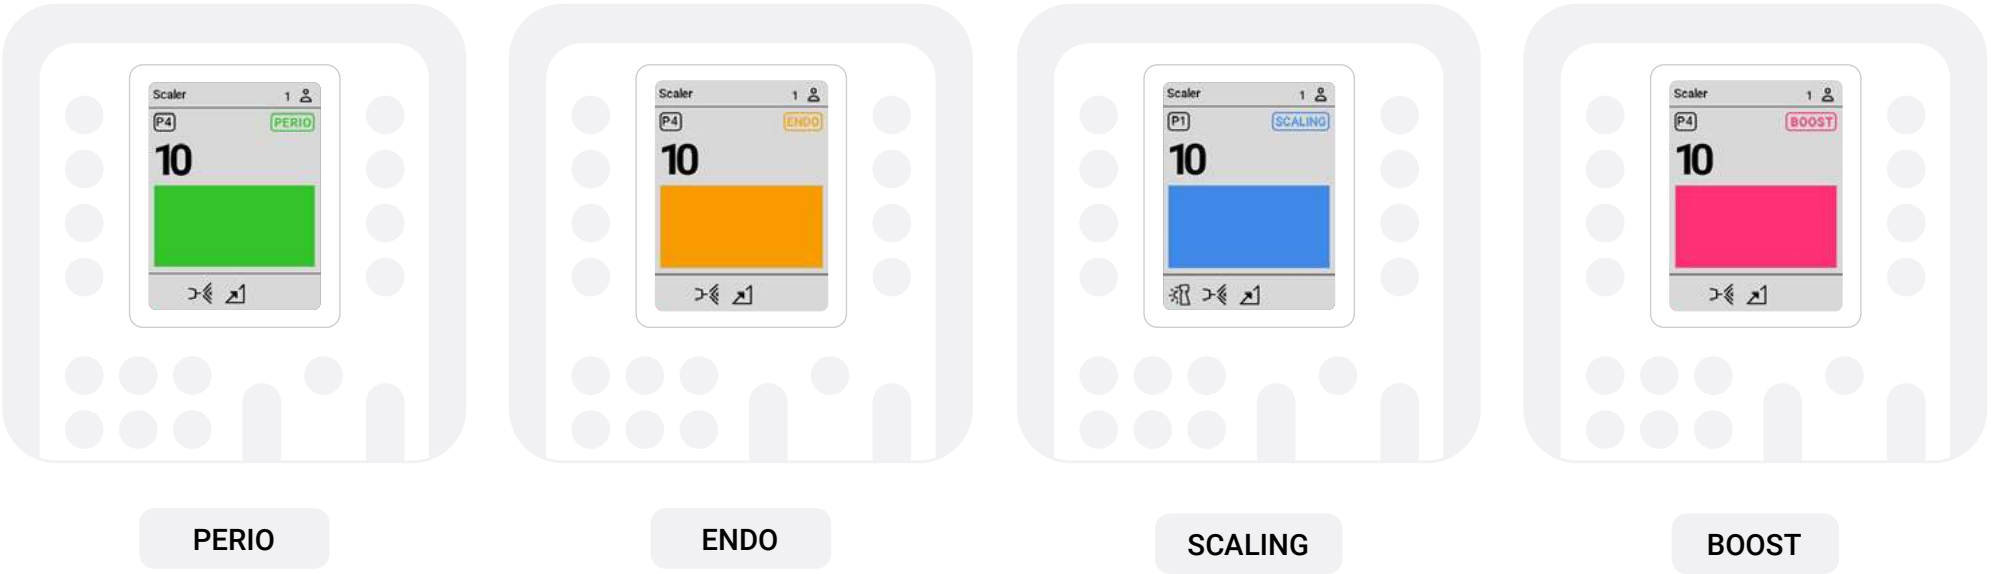 Scaler 1
P4 PERIO
10
PERIO
Scaler 1
P4 ENDO
10
ENDO
Scaler 1
P1 SCALING
10
SCALING
Scaler 1
P4 BOOST
10
BOOST